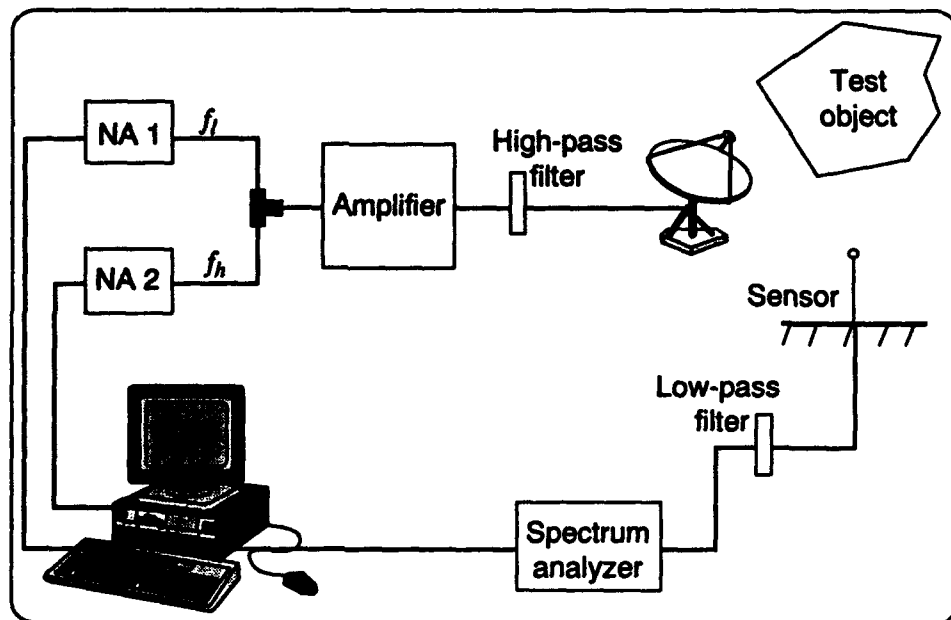 NA 1
f_l
NA 2
f_h
Amplifier
High-pass
filter
Test
object
Sensor
Low-pass
filter
Spectrum
analyzer